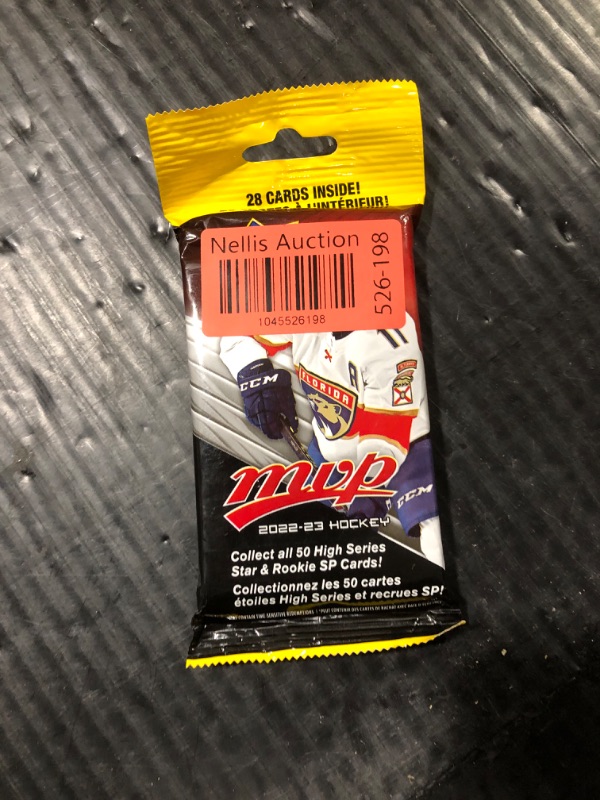 28 CARDS INSIDE!
À L'INTÉRIEUR!
Nellis Auction
1045526198
526-198
CCM
FLORIDA
A
11
CCM
mvp
2022-23 HOCKEY
Collect all 50 High Series
Star & Rookie SP Cards!
Collectionnez les 50 cartes
étoiles High Series et recrues SP!